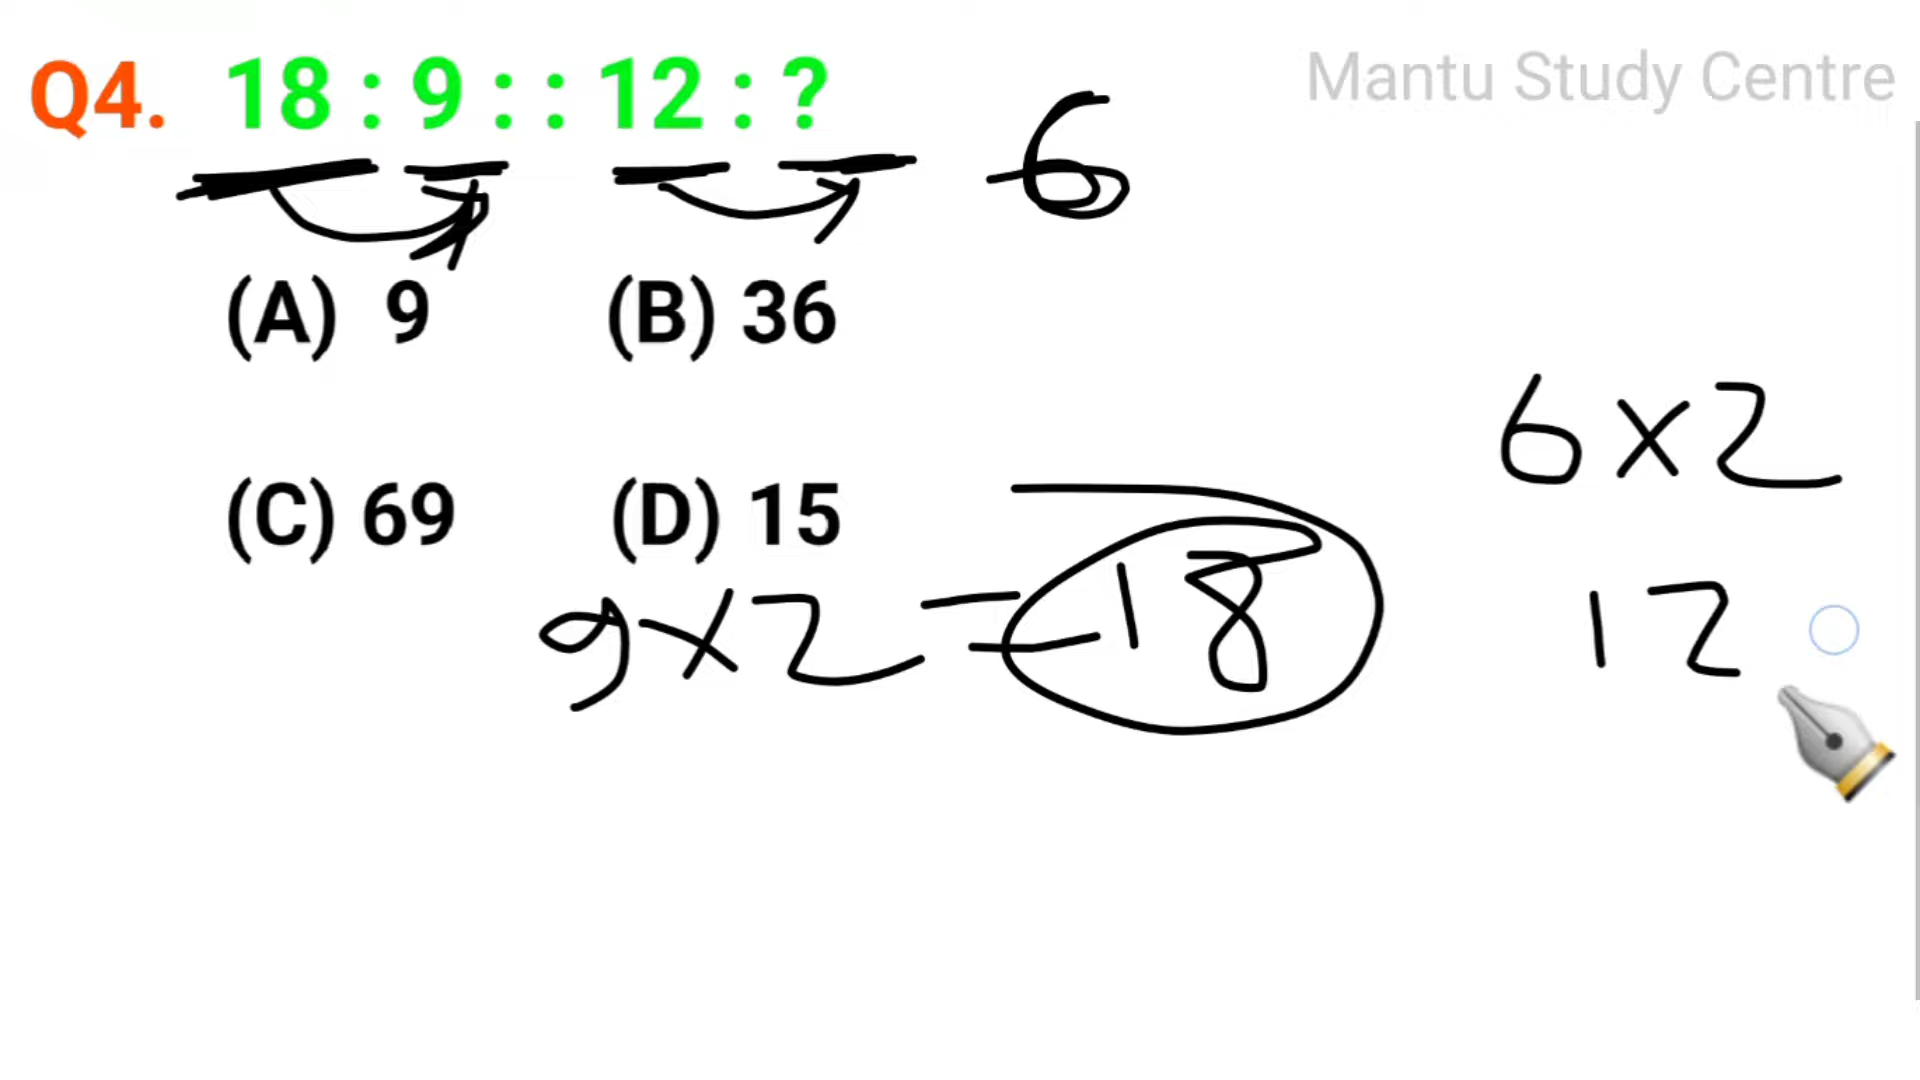 Q4. 18 : 9 : : 12 : ?
Mantu Study Centre
6
(A) 9 (B) 36
6 x 2
(C) 69 (D) 15
9 x 2 = 18
12